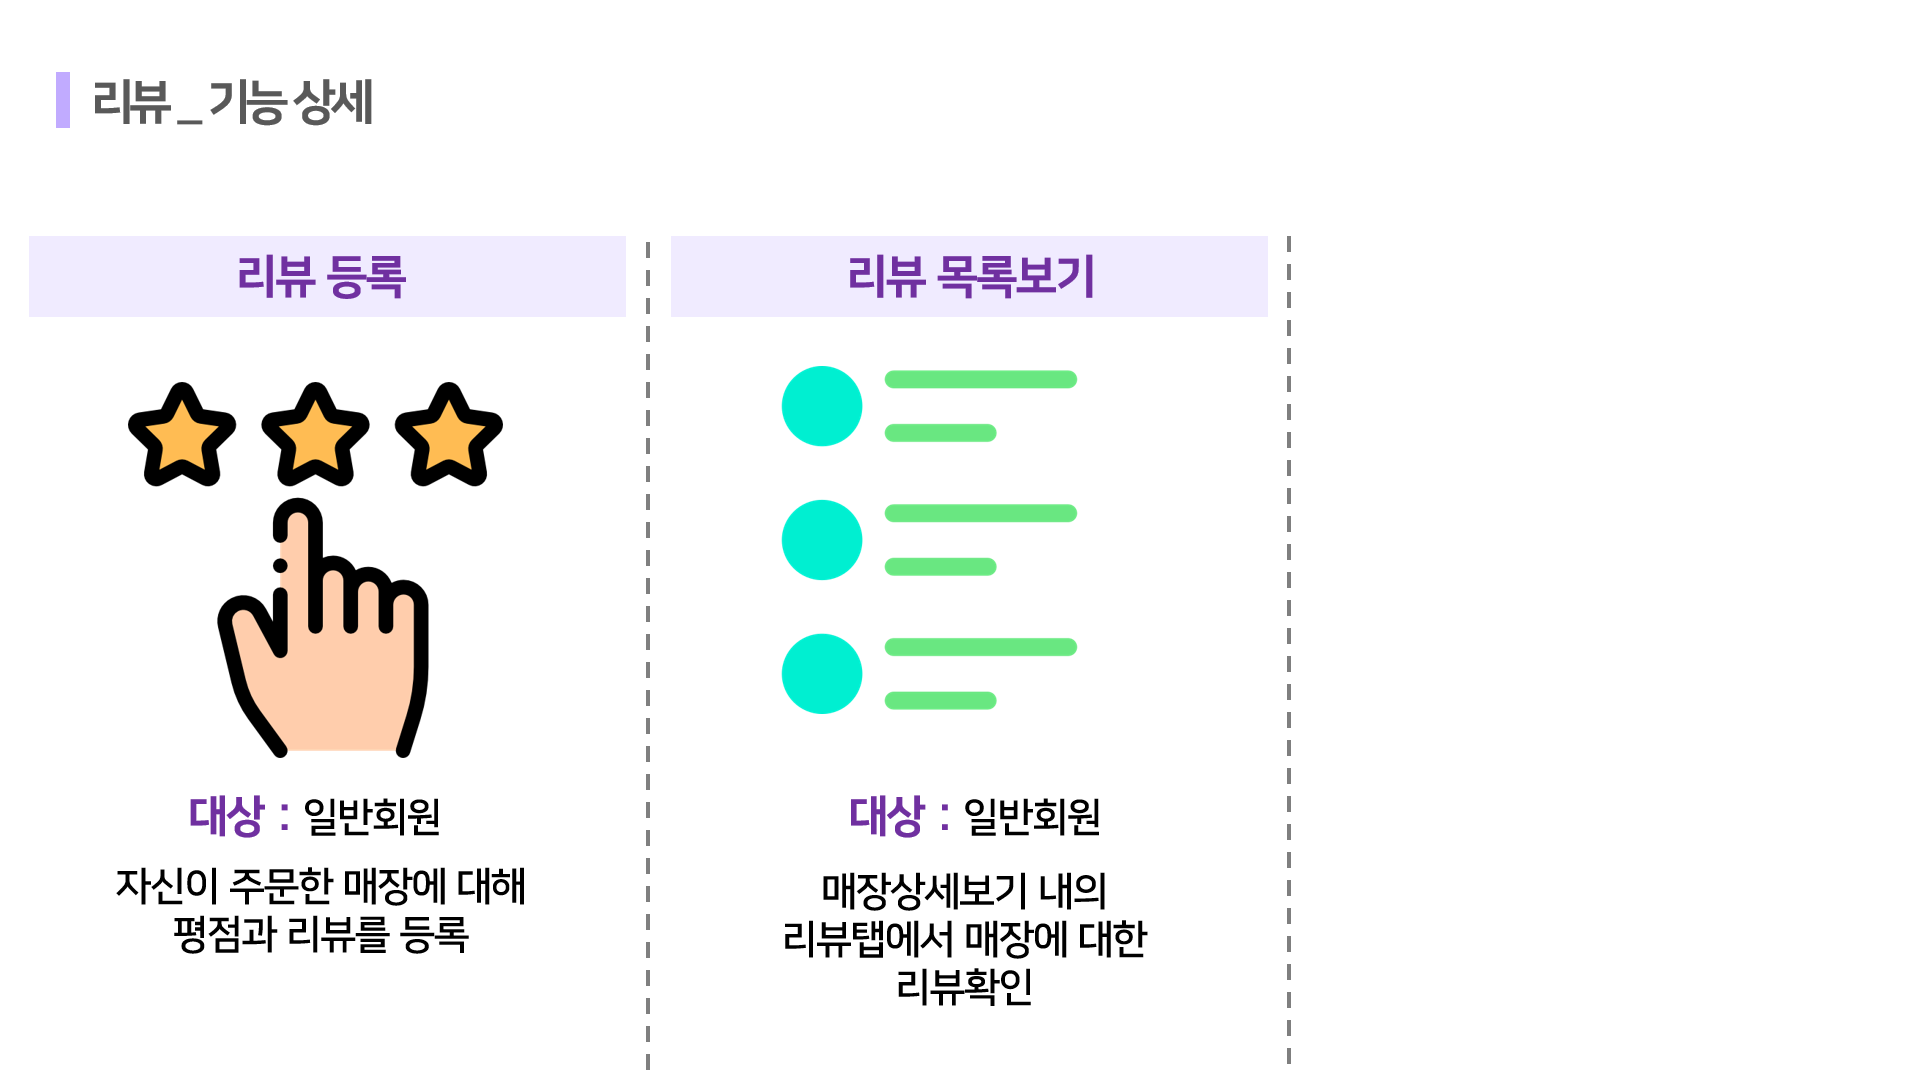 리뷰 _ 기능 상세
리뷰 등록
대상 : 일반회원
자신이 주문한 매장에 대해
평점과 리뷰를 등록
리뷰 목록보기
대상 : 일반회원
매장상세보기 내의
리뷰탭에서 매장에 대한
리뷰확인